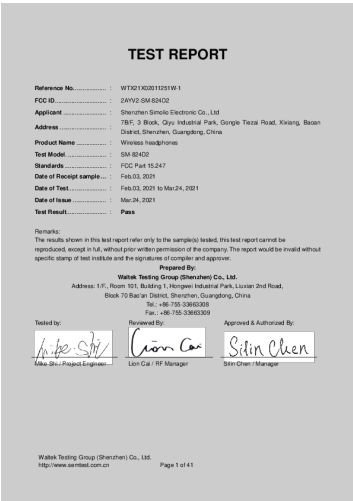 TEST REPORT
Reference No.................. : WTX21X02011251W-1
FCC ID........................... : 2AYV2-SM-824D2
Applicant ....................... : Shenzhen Simolio Electronic Co., Ltd
Address .......................... : 7B/F, 3 Block, Qiyu Industrial Park, Gongle Tiezai Road, Xixiang, Baoan
District, Shenzhen, Guangdong, China
Product Name ................ : Wireless headphones
Test Model...................... : SM-824D2
Standards ...................... : FCC Part 15.247
Date of Receipt sample.... : Feb.03, 2021
Date of Test.................... : Feb.03, 2021 to Mar.24, 2021
Date of Issue .................. : Mar.24, 2021
Test Result...................... : Pass
Remarks:
The results shown in this test report refer only to the sample(s) tested, this test report cannot be
reproduced, except in full, without prior written permission of the company. The report would be invalid without
specific stamp of test institute and the signatures of compiler and approver.
Prepared By:
Waltek Testing Group (Shenzhen) Co., Ltd.
Address: 1/F., Room 101, Building 1, Hongwei Industrial Park, Liuxian 2nd Road,
Block 70 Bao'an District, Shenzhen, Guangdong, China
Tel.: +86-755-33663308
Fax.: +86-755-33663309
Tested by: Reviewed By: Approved & Authorized By:
Mike Shi Lion Cai Silin Chen
Mike Shi / Project Engineer Lion Cai / RF Manager Silin Chen / Manager
Waltek Testing Group (Shenzhen) Co., Ltd.
http://www.semtest.com.cn Page 1 of 41